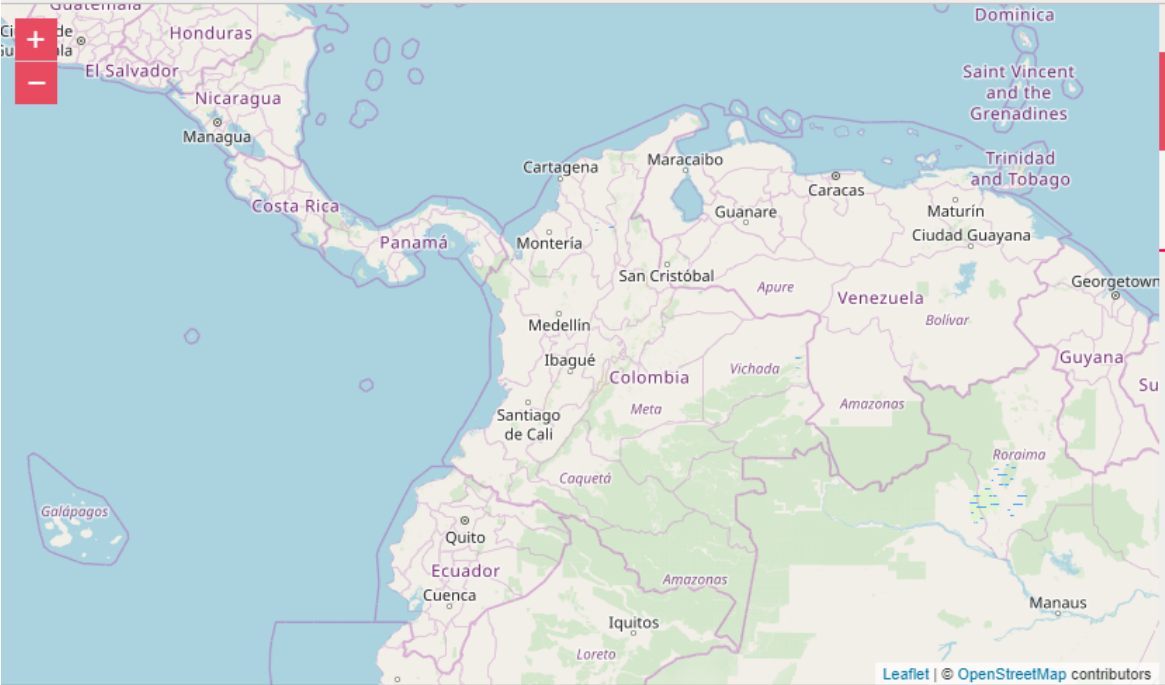 Guatemala
Dominica
+
Honduras
El Salvador
Saint Vincent
and the
Grenadines
−
Nicaragua
Managua
Trinidad
and Tobago
Cartagena
Maracaibo
Caracas
Costa Rica
Guanare
Maturín
Panamá
Montería
Ciudad Guayana
San Cristóbal
Apure
Georgetown
Venezuela
Bolívar
Medellín
Ibagué
Guyana
Colombia
Vichada
Su
Meta
Amazonas
Santiago
de Cali
Roraima
Caquetá
Galápagos
Quito
Ecuador
Amazonas
Cuenca
Manaus
Iquitos
Loreto
Leaflet | © OpenStreetMap contributors